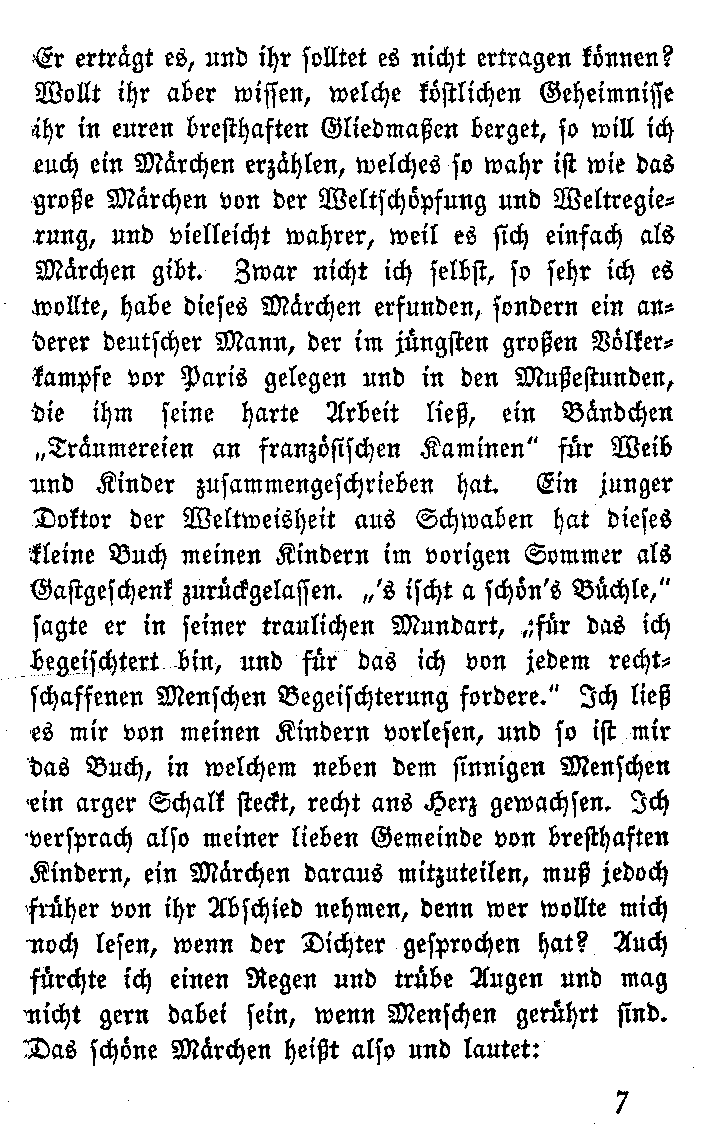 Er erträgt es, und ihr solltet es nicht ertragen können?
Wollt ihr aber wissen, welche köstlichen Geheimnisse
ihr in euren bresthaften Gliedmaßen berget, so will ich
euch ein Märchen erzählen, welches so wahr ist wie das
große Märchen von der Weltschöpfung und Weltregie-
rung, und vielleicht wahrer, weil es sich einfach als
Märchen gibt. Zwar nicht ich selbst, so sehr ich es
wollte, habe dieses Märchen erfunden, sondern ein an-
derer deutscher Mann, der im jüngsten großen Völker-
kampfe vor Paris gelegen und in den Mußestunden,
die ihm seine harte Arbeit ließ, ein Bändchen
„Träumereien an französischen Kaminen“ für Weib
und Kinder zusammengeschrieben hat. Ein junger
Doktor der Weltweisheit aus Schwaben hat dieses
kleine Buch meinen Kindern im vorigen Sommer als
Gastgeschenk zurückgelassen. „'s ischt a schön's Büchle,“
sagte er in seiner traulichen Mundart, „für das ich
begeischtert bin, und für das ich von jedem recht-
schaffenen Menschen Begeischterung fordere.“ Ich ließ
es mir von meinen Kindern vorlesen, und so ist mir
das Buch, in welchem neben dem sinnigen Menschen
ein arger Schalk steckt, recht ans Herz gewachsen. Ich
versprach also meiner lieben Gemeinde von bresthaften
Kindern, ein Märchen daraus mitzuteilen, muß jedoch
früher von ihr Abschied nehmen, denn wer wollte mich
noch lesen, wenn der Dichter gesprochen hat? Auch
fürchte ich einen Regen und trübe Augen und mag
nicht gern dabei sein, wenn Menschen gerührt sind.
Das schöne Märchen heißt also und lautet:
7